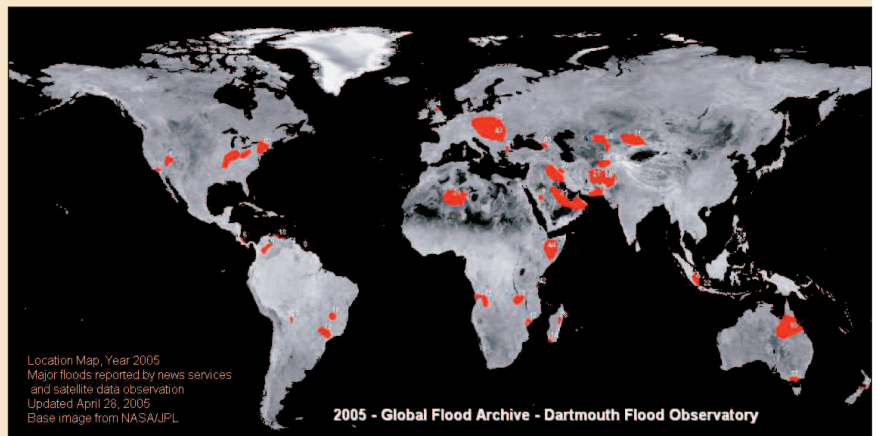 Location Map, Year 2005
Major floods reported by news services
and satellite data observation
Updated April 28, 2005
Base image from NASA/JPL
2005 - Global Flood Archive - Dartmouth Flood Observatory